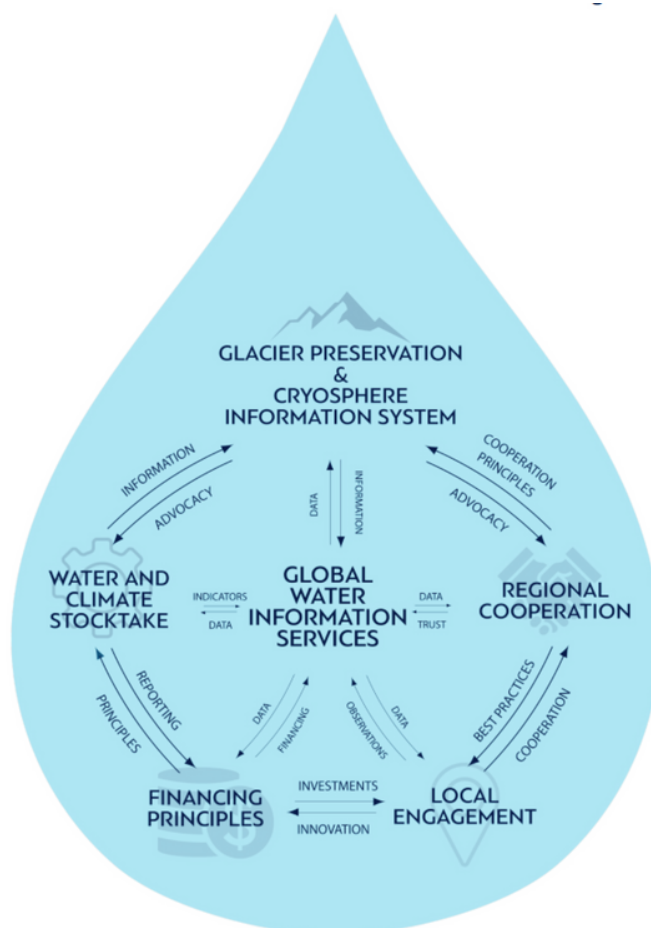 GLACIER PRESERVATION
&
CRYOSPHERE
INFORMATION SYSTEM
INFORMATION
ADVOCACY
COOPERATION
PRINCIPLES
ADVOCACY
DATA
INFORMATION
WATER AND
CLIMATE
STOCKTAKE
INDICATORS
DATA
GLOBAL
WATER
INFORMATION
SERVICES
DATA
TRUST
REGIONAL
COOPERATION
REPORTING
PRINCIPLES
DATA
FINANCING
OBSERVATIONS
DATA
BEST PRACTICES
COOPERATION
FINANCING
PRINCIPLES
INVESTMENTS
INNOVATION
LOCAL
ENGAGEMENT